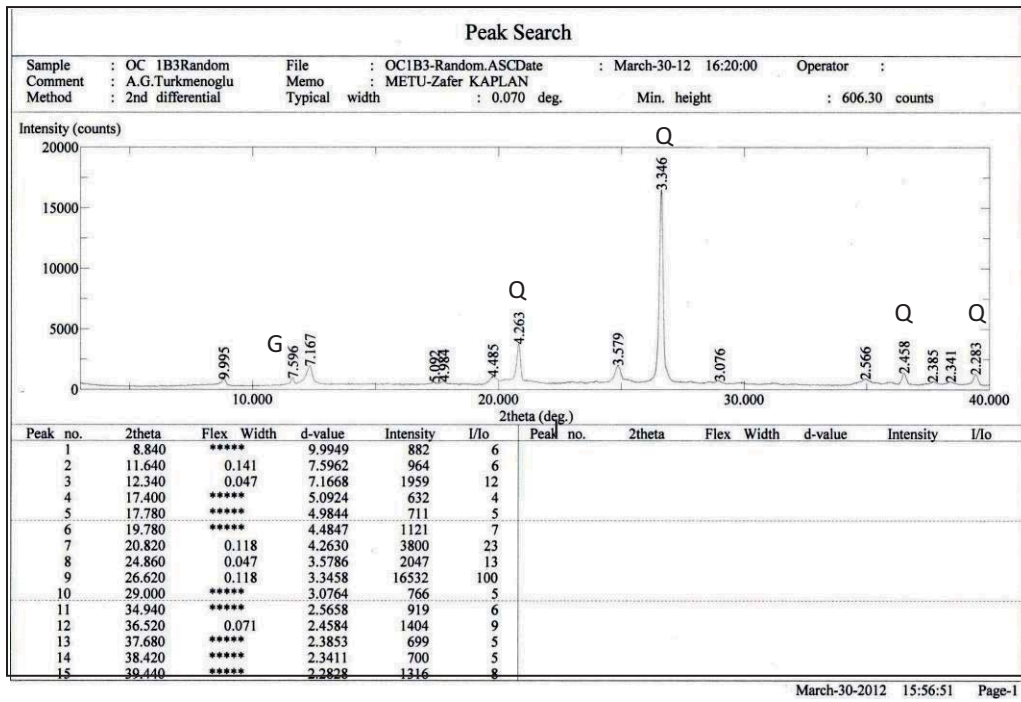 Peak Search
Sample : OC 1B3Random File : OC1B3-Random.ASCDate : March-30-12 16:20:00 Operator :
Comment : A.G.Turkmenoglu Memo : METU-Zafer KAPLAN
Method : 2nd differential Typical width : 0.070 deg. Min. height : 606.30 counts
Intensity (counts)
20000
15000
10000
5000
0
9.995
G
7.596
7.167
5.092
4.984
4.485
Q
4.263
3.579
Q
3.346
3.076
2.566
Q
2.458
2.385
2.341
Q
2.283
10.000 20.000 30.000 40.000
2theta (deg.)
Peak no. 2theta Flex Width d-value Intensity I/Io Peak no. 2theta Flex Width d-value Intensity I/Io
1 8.840 ***** 9.9949 882 6
2 11.640 0.141 7.5962 964 6
3 12.340 0.047 7.1668 1959 12
4 17.400 ***** 5.0924 632 4
5 17.780 ***** 4.9844 711 5
6 19.780 ***** 4.4847 1121 7
7 20.820 0.118 4.2630 3800 23
8 24.860 0.047 3.5786 2047 13
9 26.620 0.118 3.3458 16532 100
10 29.000 ***** 3.0764 766 5
11 34.940 ***** 2.5658 919 6
12 36.520 0.071 2.4584 1404 9
13 37.680 ***** 2.3853 699 5
14 38.420 ***** 2.3411 700 5
15 39.440 ***** 2.2828 1316 8
March-30-2012 15:56:51 Page-1